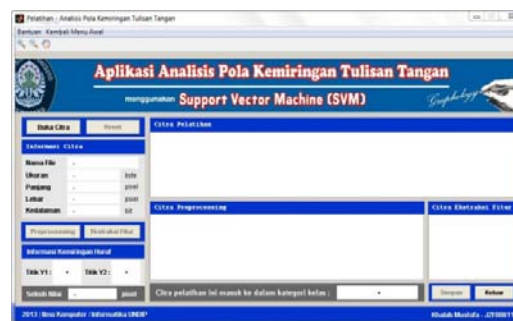 Pelatihan - Analisis Pola Kemiringan Tulisan Tangan
Bantuan Kembali Menu Awal
Aplikasi Analisis Pola Kemiringan Tulisan Tangan
menggunakan Support Vector Machine (SVM)
Graphology
Buka Citra Reset
Informasi Citra
Nama File -
Ukuran - byte
Panjang - pixel
Lebar - pixel
Kedalaman - bit
Preprocessing Ekstraksi Fitur
Informasi Kemiringan Huruf
Titik Y1 : - Titik Y2 : -
Selisih Nilai - pixel
Citra Pelatihan
Citra Preprocessing
Citra Ekstraksi Fitur
Citra pelatihan ini masuk ke dalam kategori kelas : -
Simpan Keluar
2013 | Ilmu Komputer / Informatika UNDIP
Khalds Mustofa -